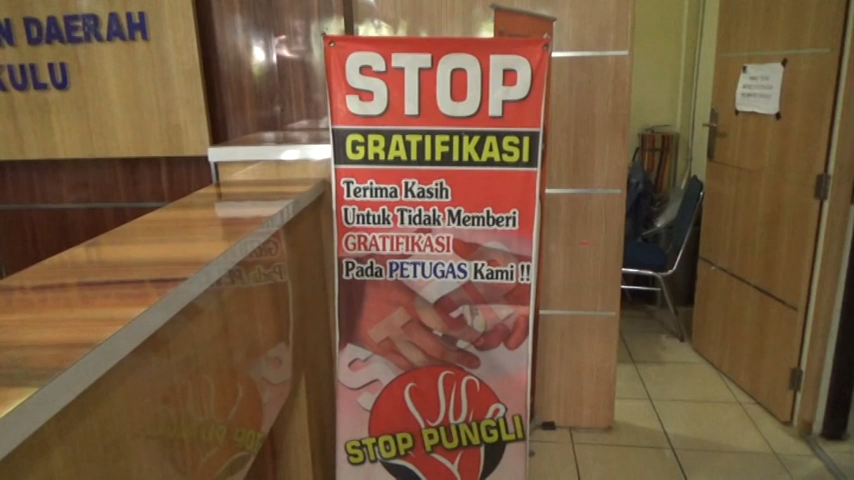 N DAERAH
KULU
STOP
GRATIFIKASI
Terima Kasih
Untuk Tidak Memberi
GRATIFIKASI
Pada PETUGAS Kami !!
STOP PUNGLI